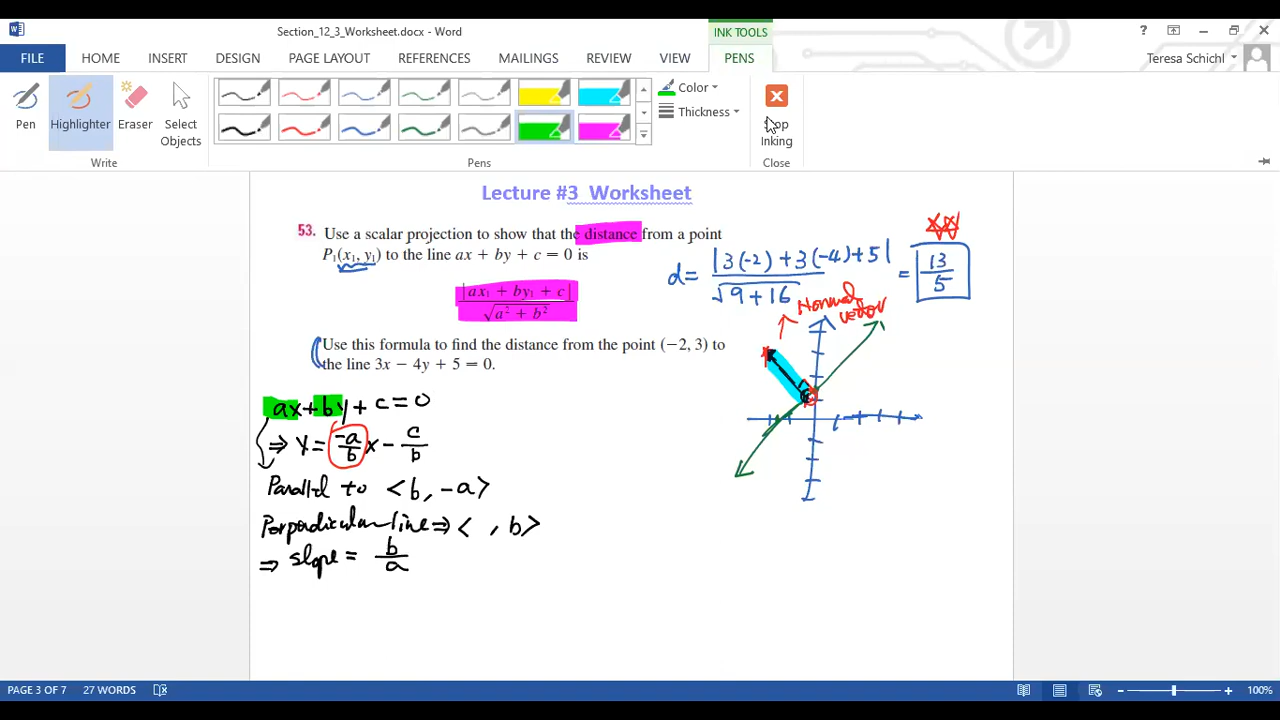 Section_12_3_Worksheet.docx - Word
INK TOOLS
FILE HOME INSERT DESIGN PAGE LAYOUT REFERENCES MAILINGS REVIEW VIEW PENS
Teresa Schichl
Pen Highlighter Eraser Select Objects
Color
Thickness
Stop Inking
Write Pens Close
Lecture #3 Worksheet
53. Use a scalar projection to show that the distance from a point
P₁(x₁, y₁) to the line ax + by + c = 0 is
|ax₁ + by₁ + c|
√a² + b²
Use this formula to find the distance from the point (−2, 3) to
the line 3x − 4y + 5 = 0.
d = |3(-2) + 3(-4) + 5| / √9 + 16 = 13/5
Normal vector
ax + by + c = 0
⇒ y = -a/b x - c/b
Parallel to <b, -a>
Perpendicular line ⇒ < , b>
⇒ slope = b/a
PAGE 3 OF 7 27 WORDS
100%